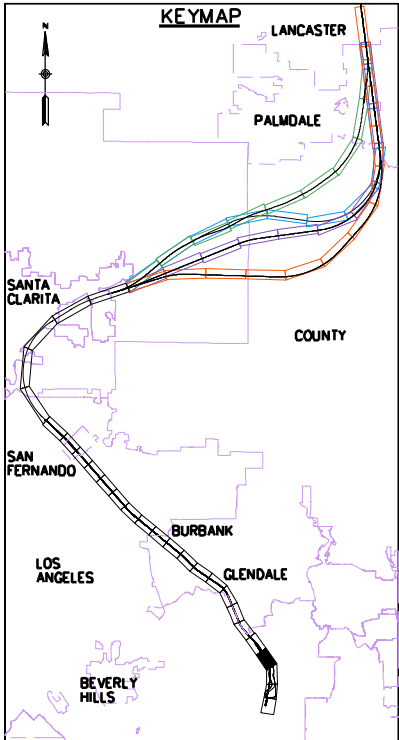 KEYMAP
N
LANCASTER
PALMDALE
SANTA
CLARITA
COUNTY
SAN
FERNANDO
BURBANK
LOS
ANGELES
GLENDALE
BEVERLY
HILLS